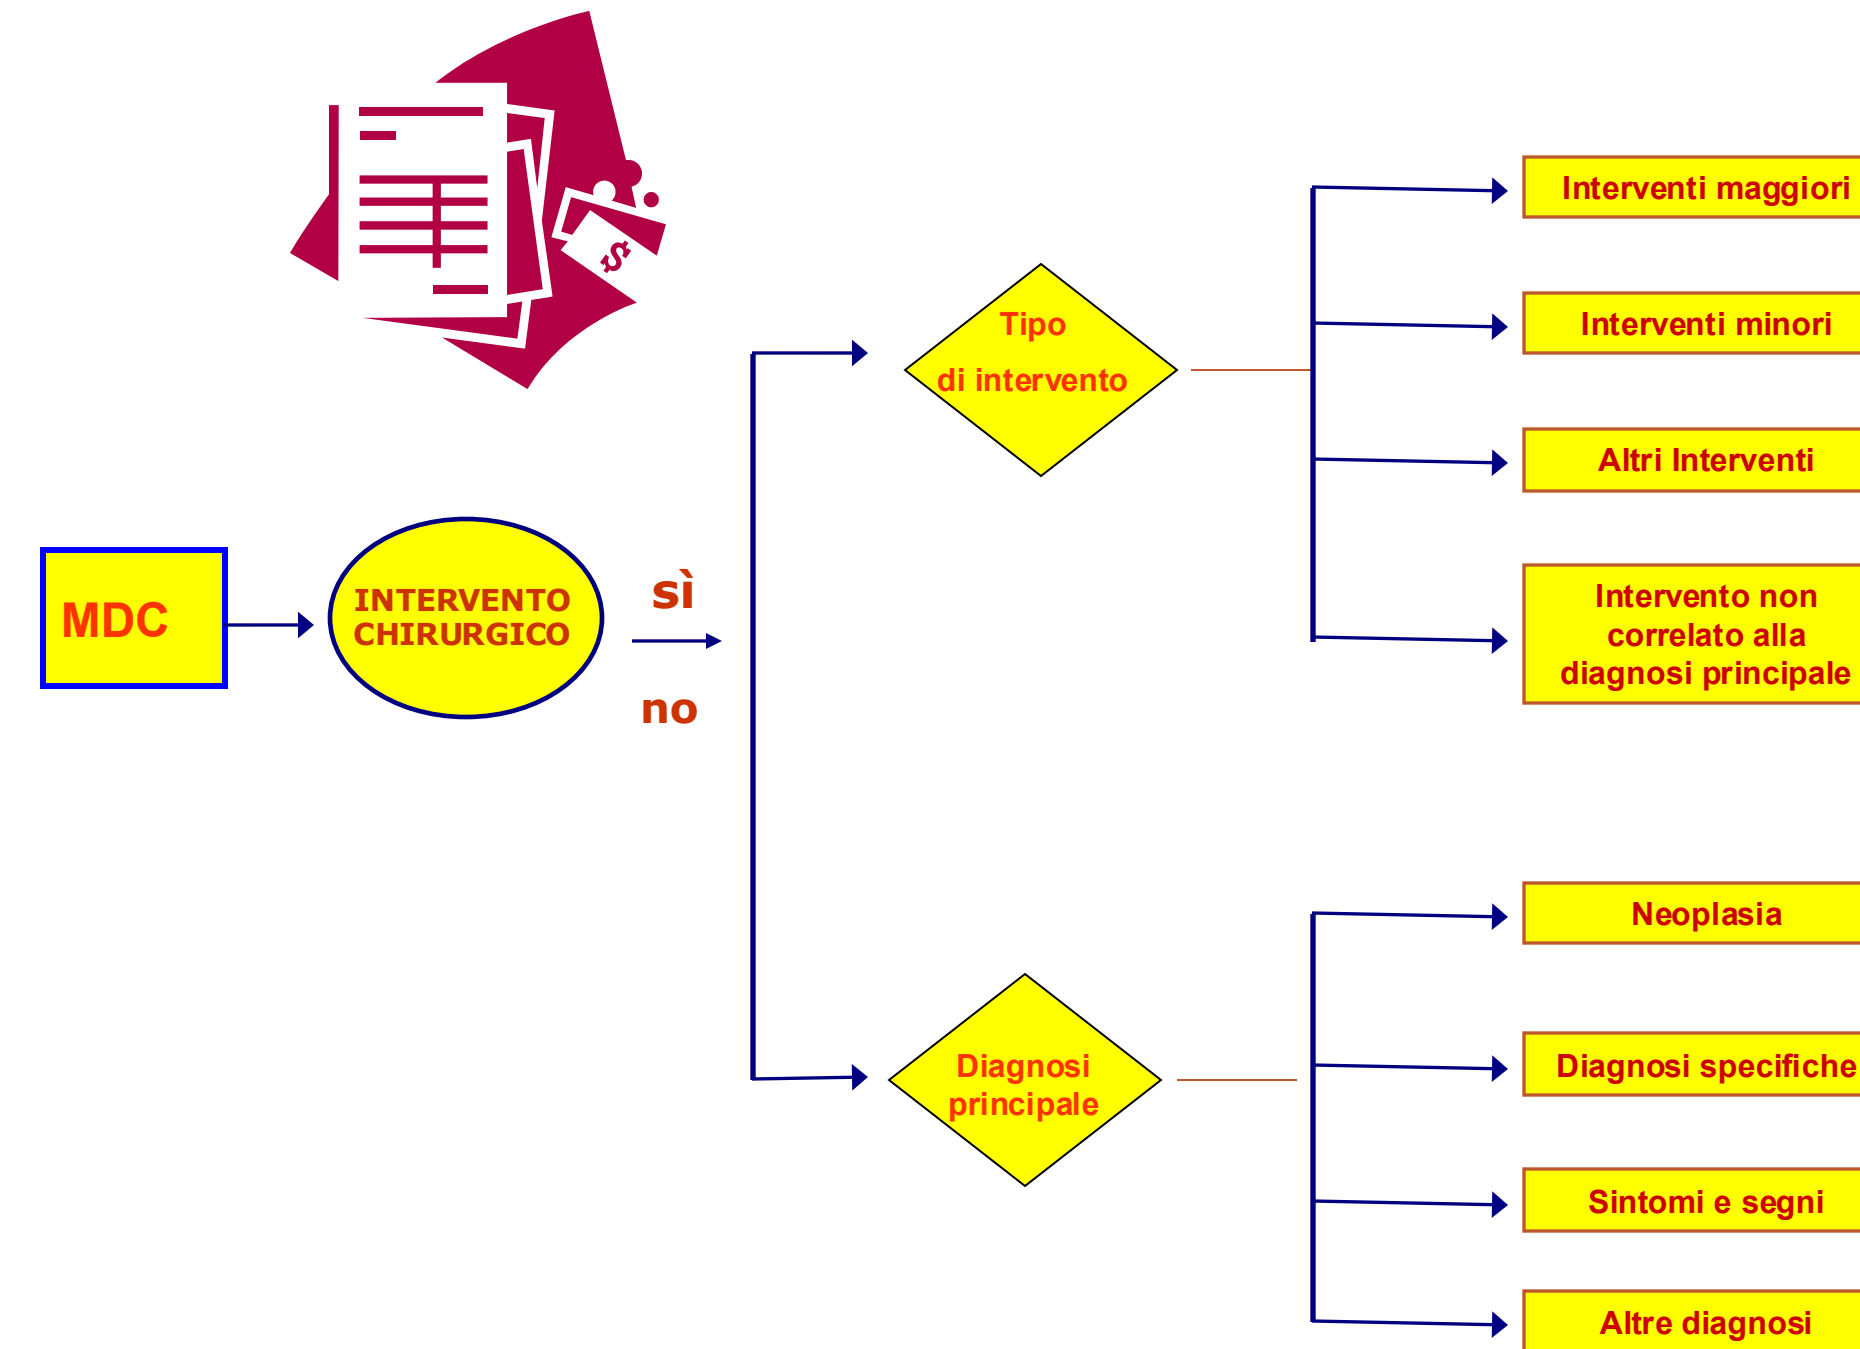 MDC
INTERVENTO
CHIRURGICO
sì
no
Tipo
di intervento
Interventi maggiori
Interventi minori
Altri Interventi
Intervento non
correlato alla
diagnosi principale
Diagnosi
principale
Neoplasia
Diagnosi specifiche
Sintomi e segni
Altre diagnosi
$